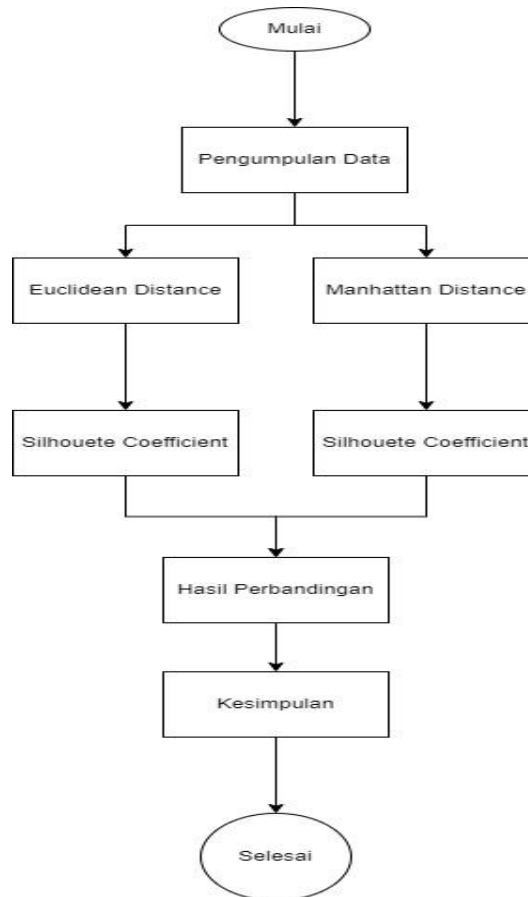 Mulai
Pengumpulan Data
Euclidean Distance
Manhattan Distance
Silhouete Coefficient
Silhouete Coefficient
Hasil Perbandingan
Kesimpulan
Selesai